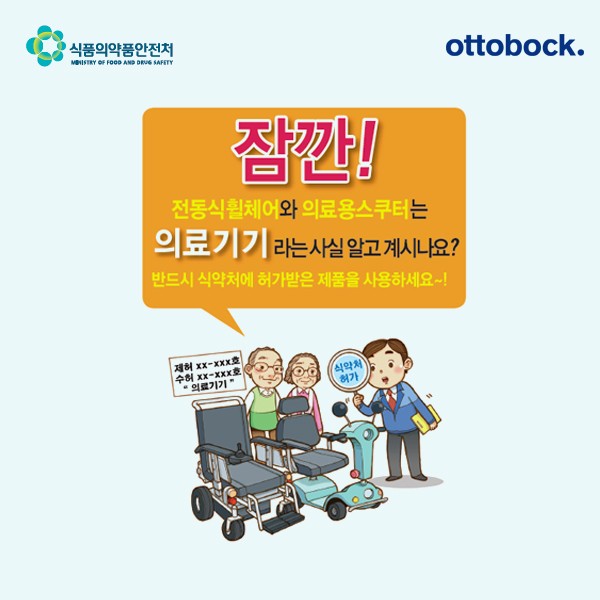 식품의약품안전처
MINISTRY OF FOOD AND DRUG SAFETY
ottobock.
잠깐!
전동식휠체어와 의료용스쿠터는
의료기기 라는 사실 알고 계시나요?
반드시 식약처에 허가받은 제품을 사용하세요~!
제허 xx-xxx호
수허 xx-xxx호
“ 의료기기 ”
식약처
허가